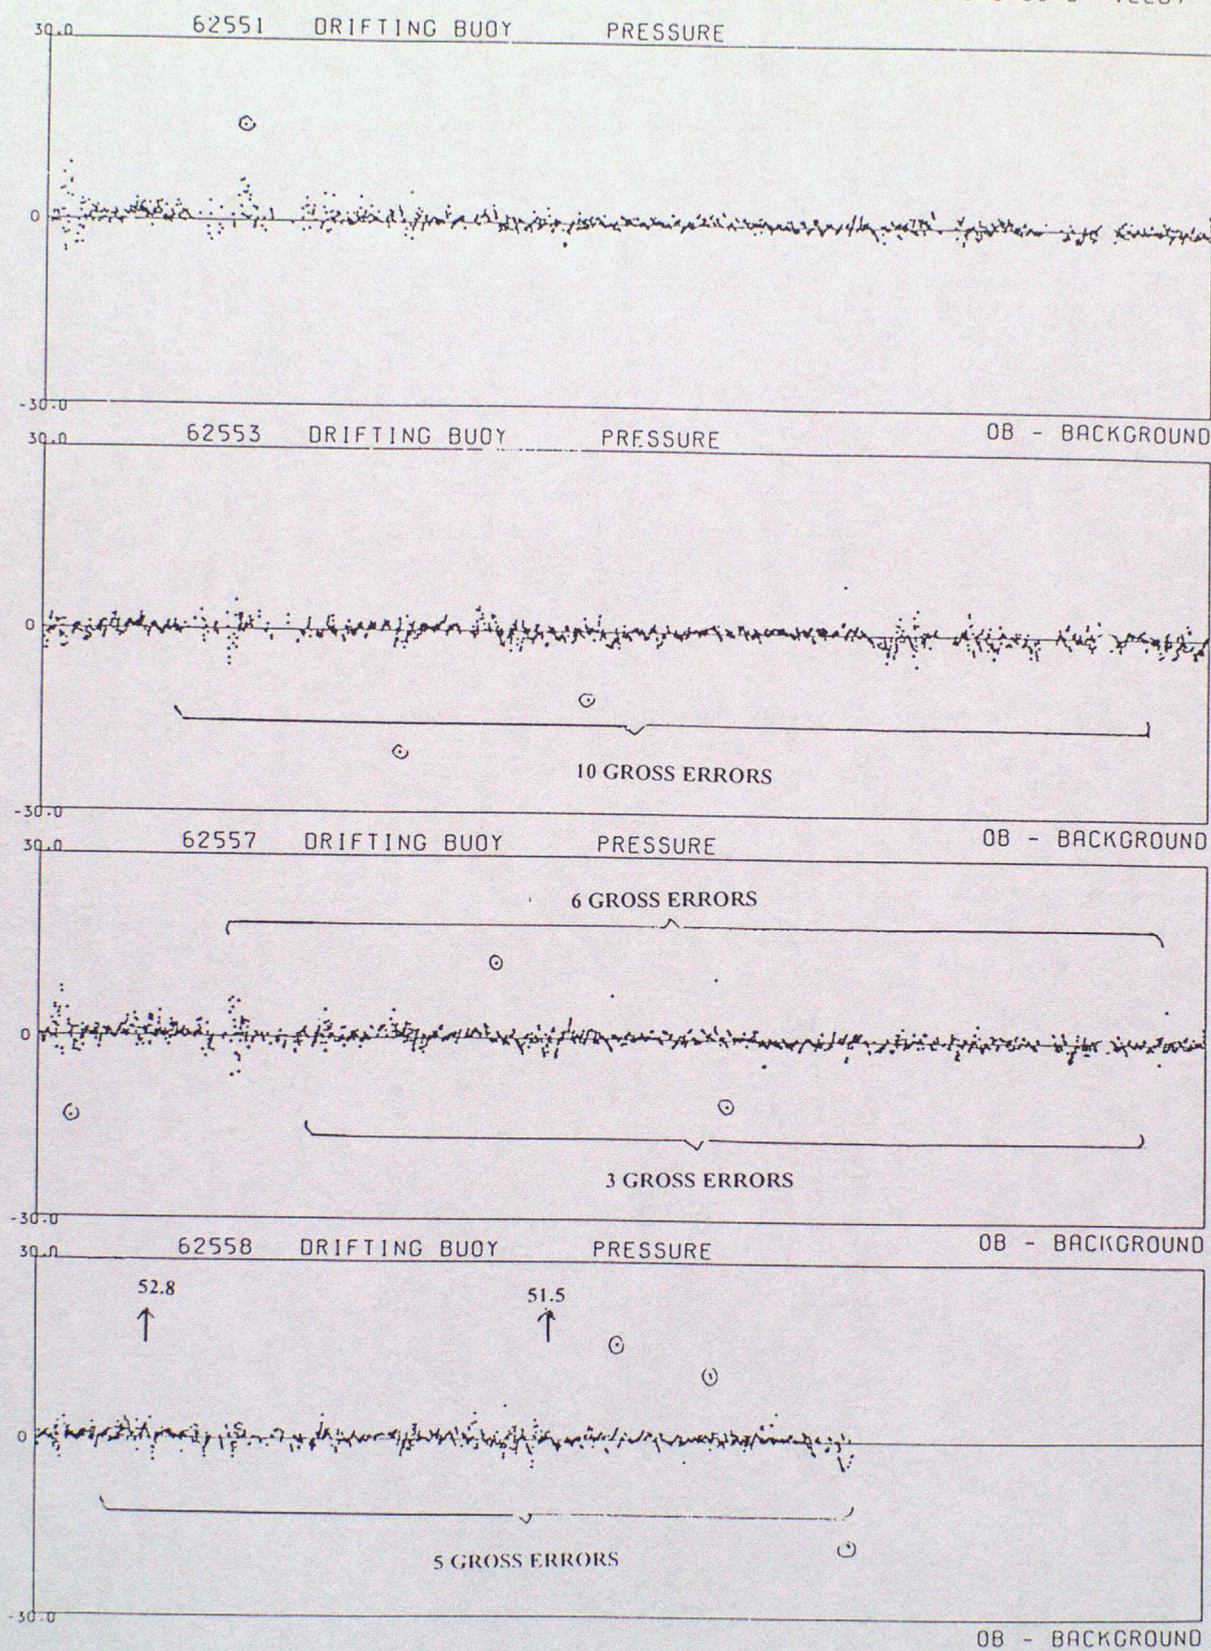 30.0 62551 DRIFTING BUOY PRESSURE
0
-30.0
OB - BACKGROUND
30.0 62553 DRIFTING BUOY PRESSURE
0
10 GROSS ERRORS
-30.0
OB - BACKGROUND
30.0 62557 DRIFTING BUOY PRESSURE
6 GROSS ERRORS
0
3 GROSS ERRORS
-30.0
OB - BACKGROUND
30.0 62558 DRIFTING BUOY PRESSURE
52.8 51.5
0
5 GROSS ERRORS
-30.0
OB - BACKGROUND